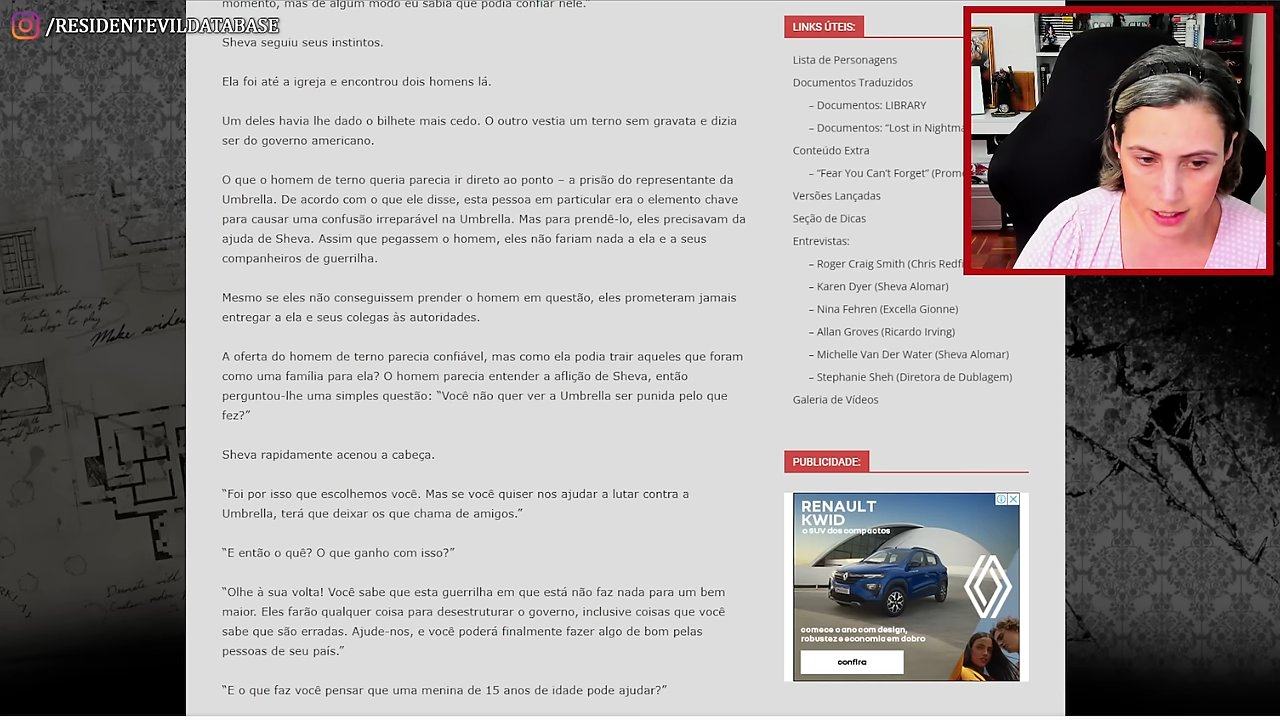 /RESIDENTEVILDATABASE
momento, mas de algum modo eu sabia que podia confiar nele.”
Sheva seguiu seus instintos.
Ela foi até a igreja e encontrou dois homens lá.
Um deles havia lhe dado o bilhete mais cedo. O outro vestia um terno sem gravata e dizia
ser do governo americano.
O que o homem de terno queria parecia ir direto ao ponto – a prisão do representante da
Umbrella. De acordo com o que ele disse, esta pessoa em particular era o elemento chave
para causar uma confusão irreparável na Umbrella. Mas para prendê-lo, eles precisavam da
ajuda de Sheva. Assim que pegassem o homem, eles não fariam nada a ela e a seus
companheiros de guerrilha.
Mesmo se eles não conseguissem prender o homem em questão, eles prometeram jamais
entregar a ela e seus colegas às autoridades.
A oferta do homem de terno parecia confiável, mas como ela podia trair aqueles que foram
como uma família para ela? O homem parecia entender a aflição de Sheva, então
perguntou-lhe uma simples questão: “Você não quer ver a Umbrella ser punida pelo que
fez?”
Sheva rapidamente acenou a cabeça.
“Foi por isso que escolhemos você. Mas se você quiser nos ajudar a lutar contra a
Umbrella, terá que deixar os que chama de amigos.”
“E então o quê? O que ganho com isso?”
“Olhe à sua volta! Você sabe que esta guerrilha em que está não faz nada para um bem
maior. Eles farão qualquer coisa para desestruturar o governo, inclusive coisas que você
sabe que são erradas. Ajude-nos, e você poderá finalmente fazer algo de bom pelas
pessoas de seu país.”
“E o que faz você pensar que uma menina de 15 anos de idade pode ajudar?”
LINKS ÚTEIS:
Lista de Personagens
Documentos Traduzidos
– Documentos: LIBRARY
– Documentos: “Lost in Nightma
Conteúdo Extra
– “Fear You Can’t Forget” (Promo
Versões Lançadas
Seção de Dicas
Entrevistas:
– Roger Craig Smith (Chris Redfi
– Karen Dyer (Sheva Alomar)
– Nina Fehren (Excella Gionne)
– Allan Groves (Ricardo Irving)
– Michelle Van Der Water (Sheva Alomar)
– Stephanie Sheh (Diretora de Dublagem)
Galeria de Vídeos
PUBLICIDADE:
RENAULT
KWID
o SUV dos compactos
comece o ano com design,
robustez e economia em dobro
confira